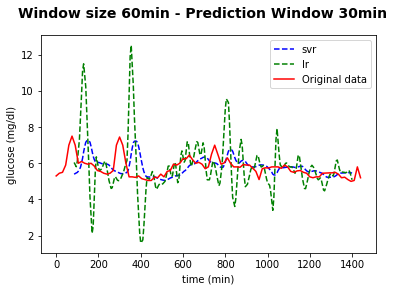 Window size 60min - Prediction Window 30min
svr
lr
Original data
glucose (mg/dl)
12
10
8
6
4
2
0 200 400 600 800 1000 1200 1400
time (min)